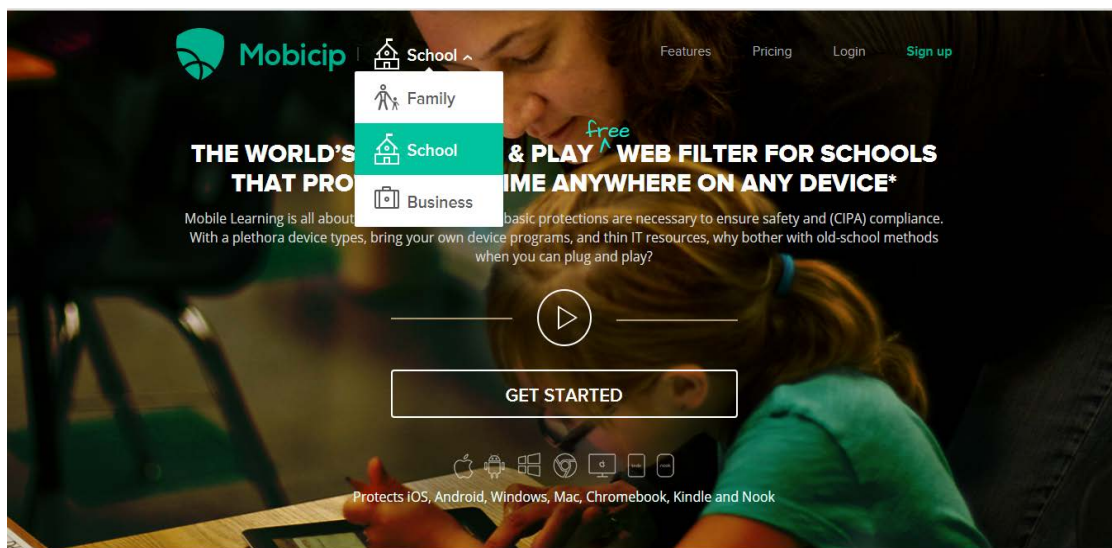 Mobicip
School
Features
Pricing
Login
Sign up
Family
School
Business
free
THE WORLD'S & PLAY WEB FILTER FOR SCHOOLS
THAT PRO IME ANYWHERE ON ANY DEVICE*
Mobile Learning is all about basic protections are necessary to ensure safety and (CIPA) compliance.
With a plethora device types, bring your own device programs, and thin IT resources, why bother with old-school methods
when you can plug and play?
GET STARTED
Protects iOS, Android, Windows, Mac, Chromebook, Kindle and Nook